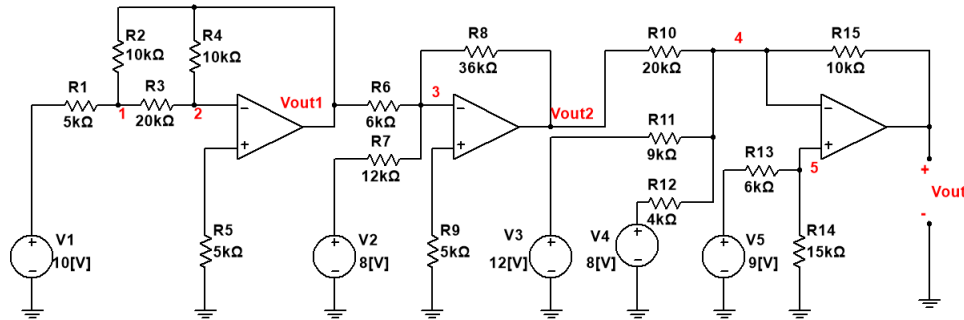 R2
10kΩ
R4
10kΩ
R1
5kΩ
1
R3
20kΩ
2
−
+
Vout1
R5
5kΩ
V1
10[V]
+
−
R6
6kΩ
R7
12kΩ
3
R8
36kΩ
−
+
Vout2
V2
8[V]
+
−
R9
5kΩ
R10
20kΩ
R11
9kΩ
R12
4kΩ
4
R15
10kΩ
−
+
R13
6kΩ
5
R14
15kΩ
V3
12[V]
+
−
V4
8[V]
+
−
V5
9[V]
+
−
+
Vout
-